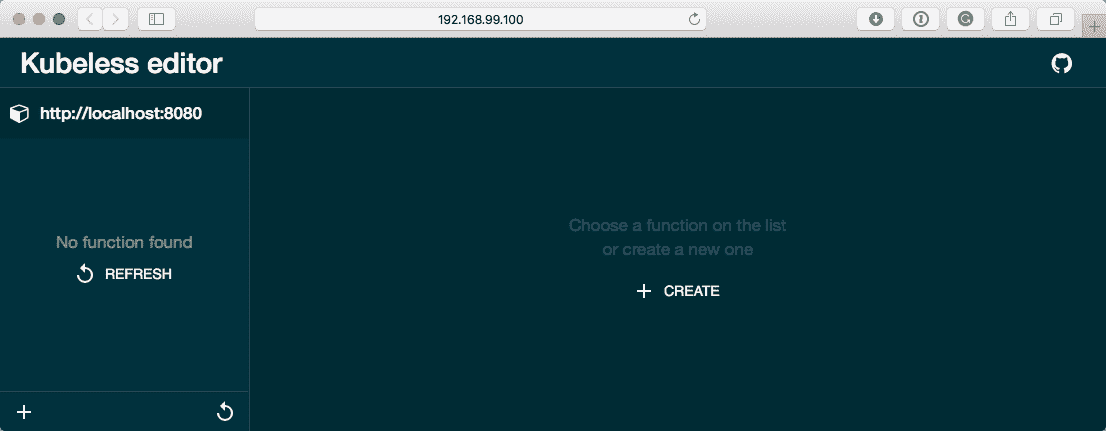 192.168.99.100
Kubeless editor
http://localhost:8080
No function found
REFRESH
Choose a function on the list
or create a new one
CREATE